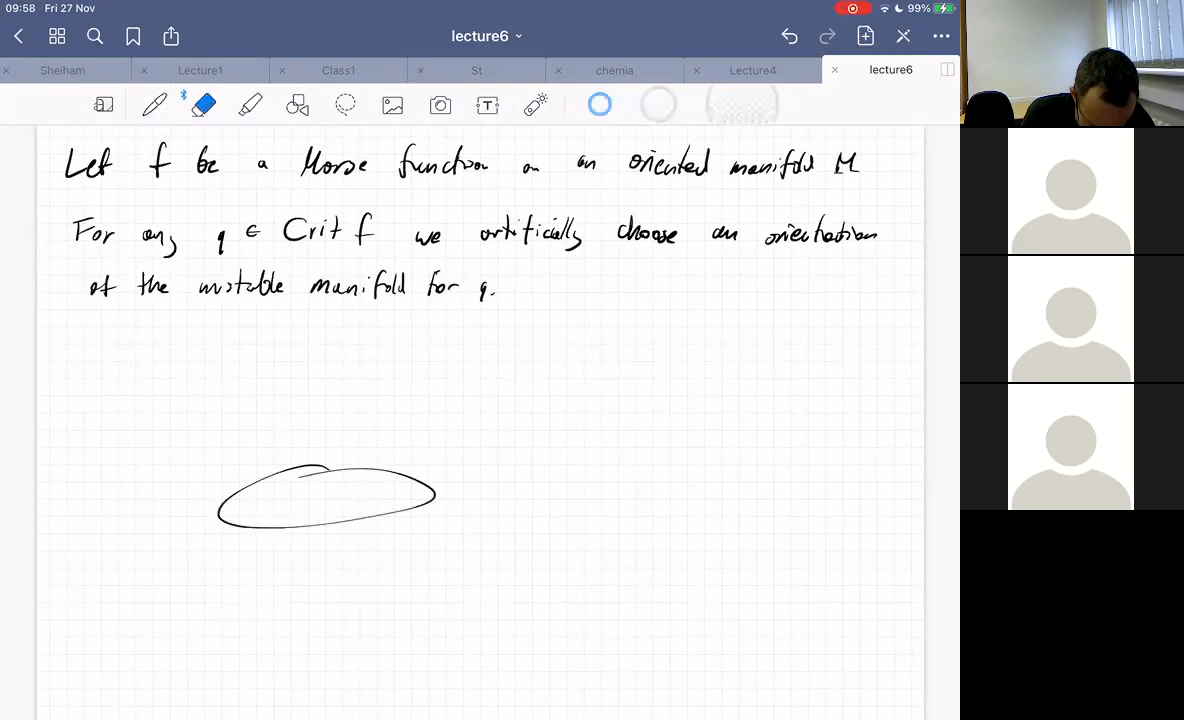 09:58 Fri 27 Nov
99%
lecture6
Sheiham
Lecture1
Class1
St
chemia
Lecture4
lecture6
Let f be a Morse function on an oriented manifold M
For any q ∈ Crit f we artificially choose an orientation
of the unstable manifold for q.